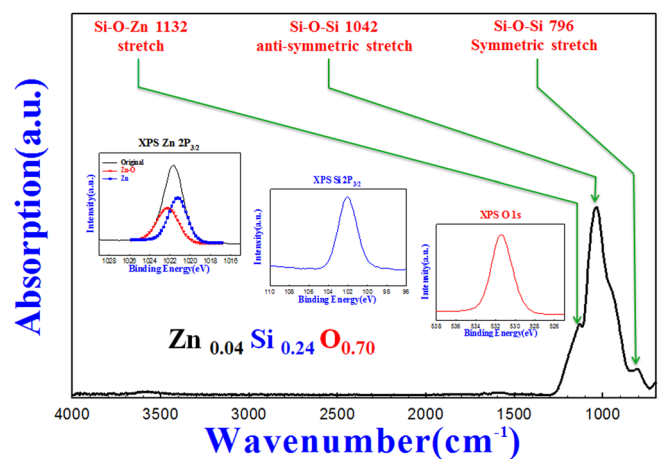 Si-O-Zn 1132
stretch
Si-O-Si 1042
anti-symmetric stretch
Si-O-Si 796
Symmetric stretch
Absorption(a.u.)
XPS Zn 2P3/2
Original
Zn-O
Zn
Intensity(a.u.)
1028 1026 1024 1022 1020 1018 1016
Binding Energy(eV)
XPS Si 2P3/2
Intensity(a.u.)
110 108 106 104 102 100 98 96
Binding Energy(eV)
XPS O 1s
Intensity(a.u.)
538 536 534 532 530 528 526
Binding Energy(eV)
Zn 0.04 Si 0.24 O0.70
4000 3000 2000 1000
Wavenumber(cm-1)